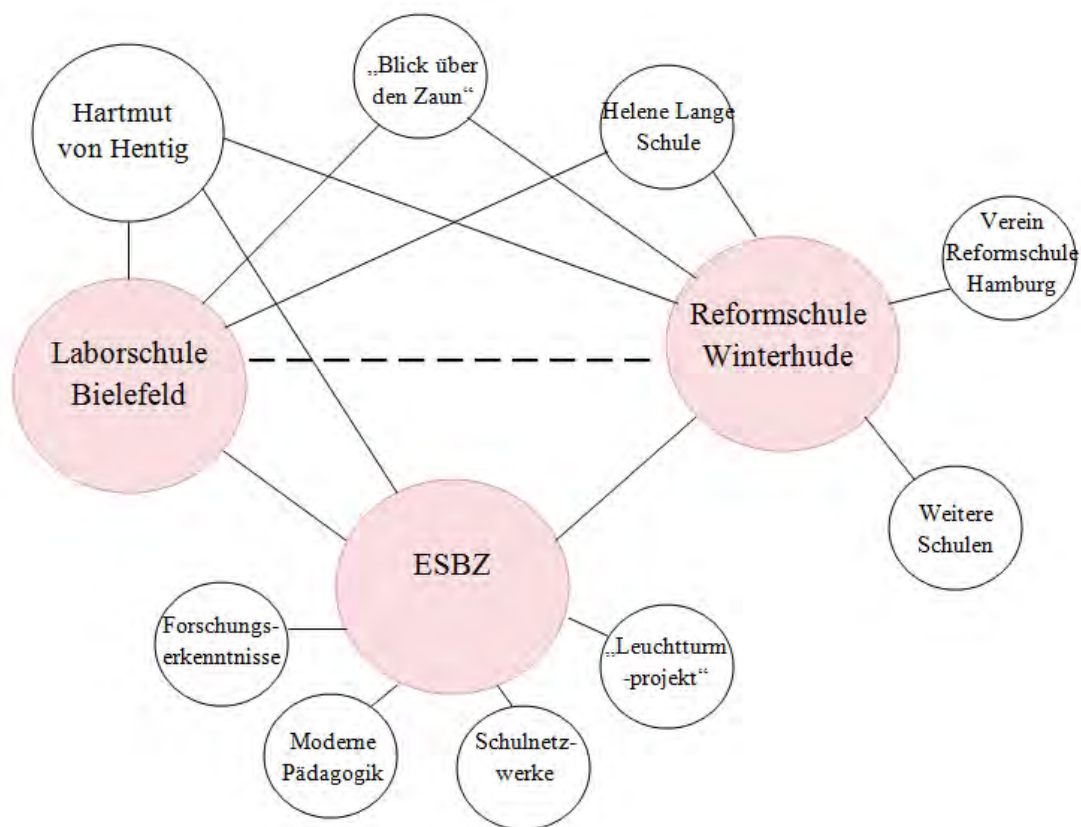 „Blick über
den Zaun“
Hartmut
von Hentig
Helene Lange
Schule
Verein
Reformschule
Hamburg
Reformschule
Winterhude
Laborschule
Bielefeld
Weitere
Schulen
ESBZ
Forschungs-
erkenntnisse
„Leuchtturm
-projekt“
Moderne
Pädagogik
Schulnetz-
werke